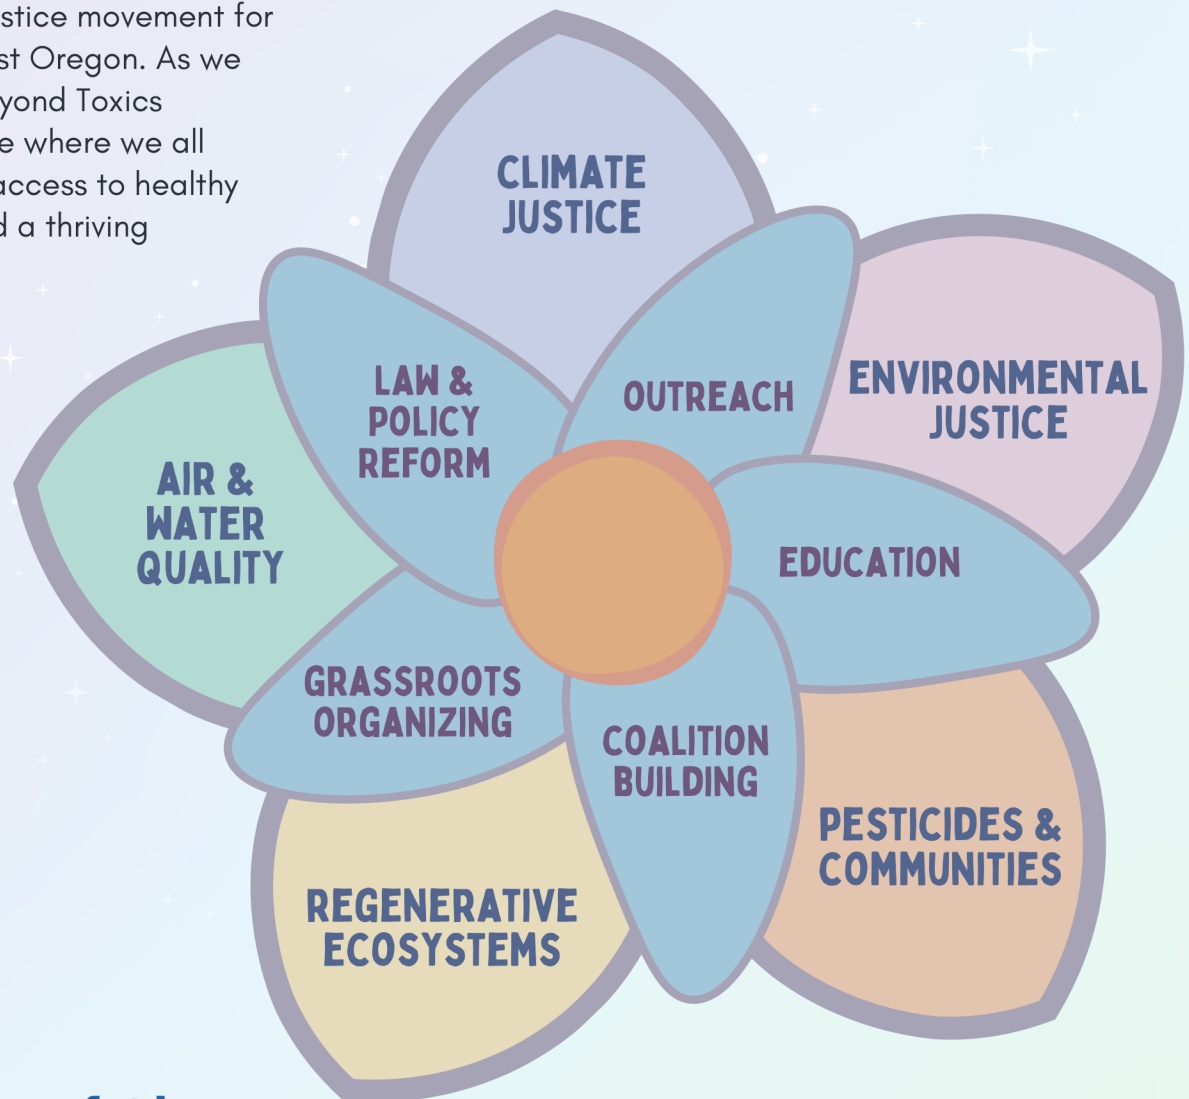 stice movement for
st Oregon. As we
yond Toxics
e where we all
access to healthy
d a thriving
CLIMATE
JUSTICE
LAW &
POLICY
REFORM
OUTREACH
ENVIRONMENTAL
JUSTICE
AIR &
WATER
QUALITY
EDUCATION
GRASSROOTS
ORGANIZING
COALITION
BUILDING
PESTICIDES &
COMMUNITIES
REGENERATIVE
ECOSYSTEMS